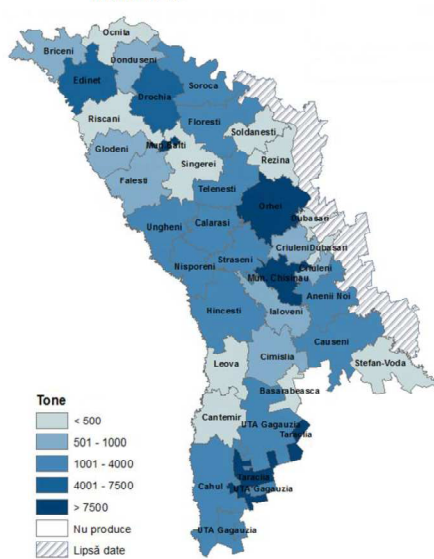 Ocnita
Briceni
Donduseni
Edinet
Soroca
Drochia
Riscani
Floresti
Soldanesti
Mun. Balti
Glodeni
Singerei
Rezina
Falesti
Telenesti
Orhei
Dubasari
Ungheni
Calarasi
Criuleni
Dubasari
Straseni
Nisporeni
Mun. Chisinau
Criuleni
Anenii Noi
Hincesti
Ialoveni
Causeni
Leova
Cimislia
Stefan-Voda
Basarabeasca
Cantemir
UTA Gagauzia
Taraclia
Taraclia
Cahul
UTA Gagauzia
UTA Gagauzia
Tone
< 500
501 - 1000
1001 - 4000
4001 - 7500
> 7500
Nu produce
Lipsă date